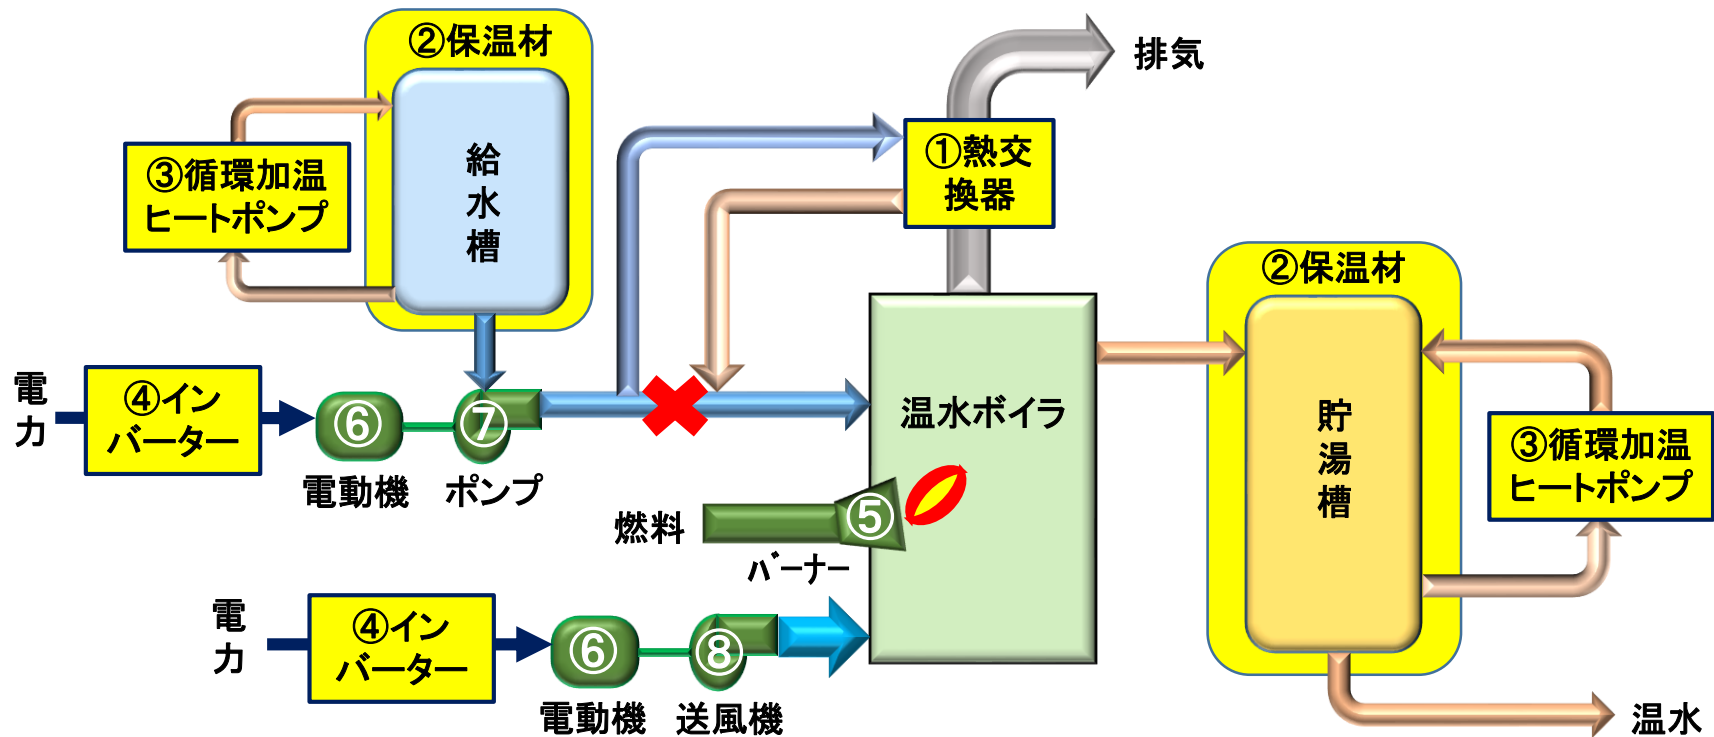 ②保温材
給水槽
③循環加温
ヒートポンプ
排気
①熱交
換器
②保温材
貯湯槽
③循環加温
ヒートポンプ
電力
④イン
バーター
⑥
電動機
⑦
ポンプ
温水ボイラ
燃料
⑤
バーナー
電力
④イン
バーター
⑥
電動機
⑧
送風機
温水